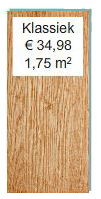 Klassiek
€ 34,98
1,75 m²